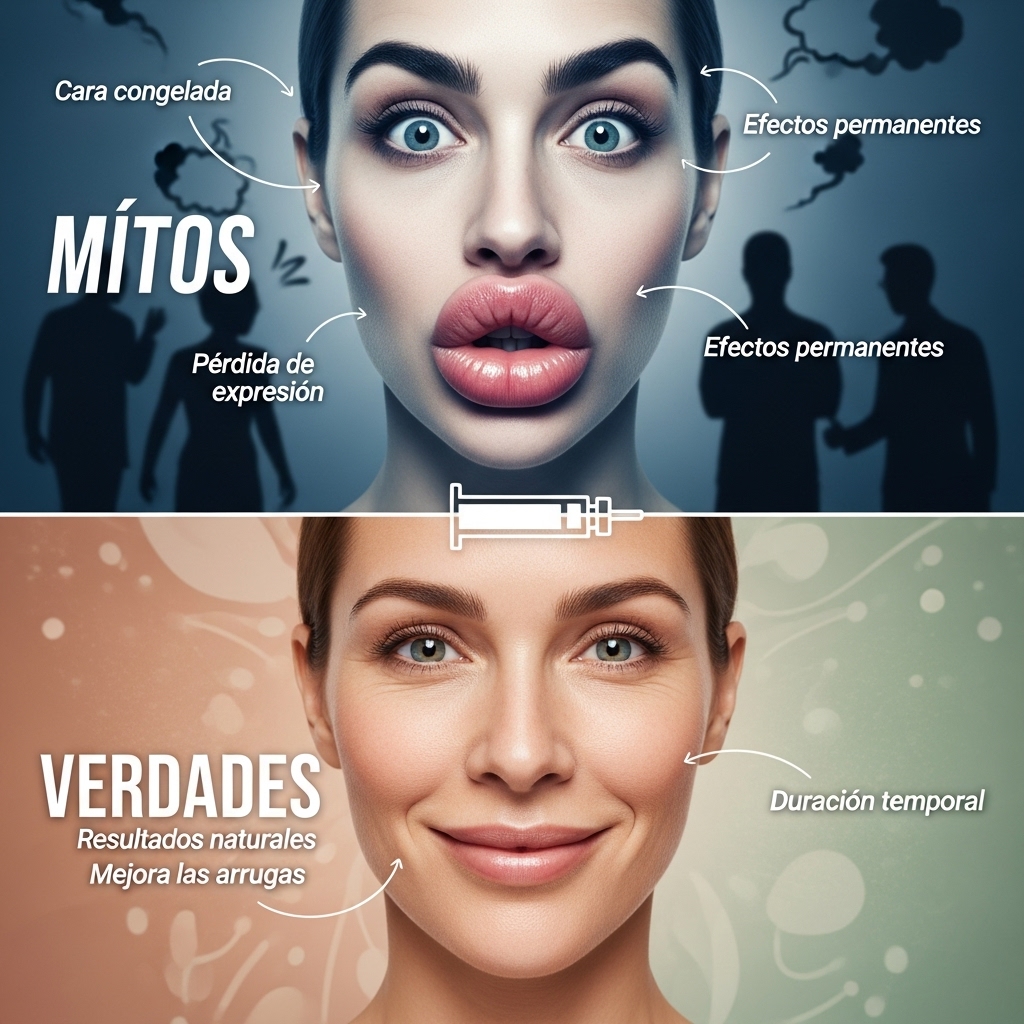 Cara congelada
Efectos permanentes
MÍTOS
Pérdida de
expresión
Efectos permanentes
VERDADES
Resultados naturales
Mejora las arrugas
Duración temporal